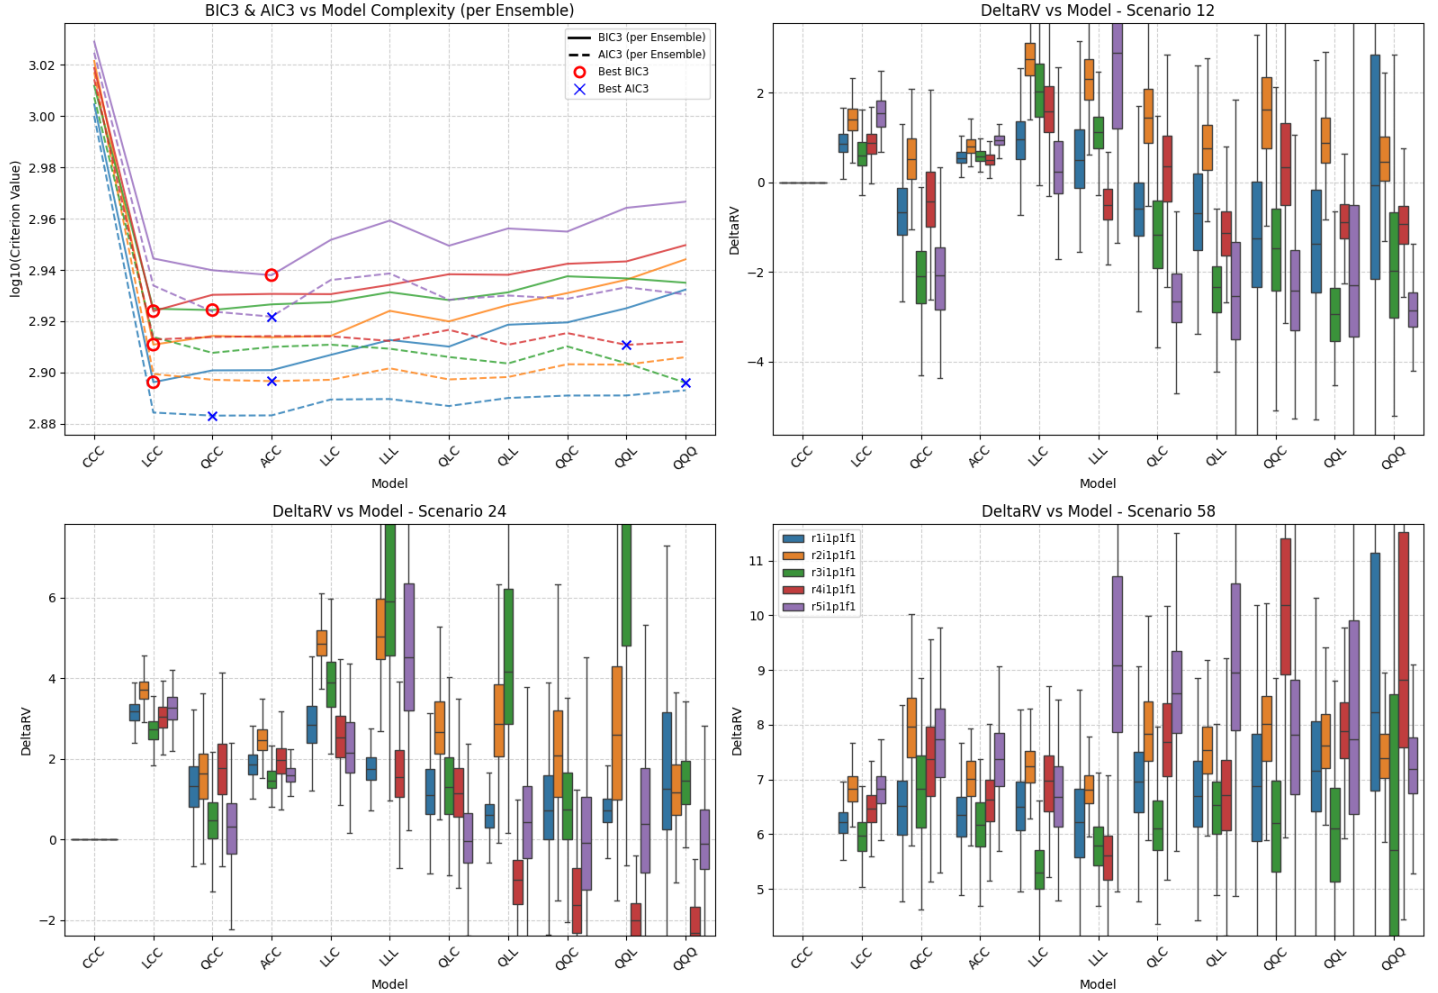 BIC3 & AIC3 vs Model Complexity (per Ensemble)
BIC3 (per Ensemble)
AIC3 (per Ensemble)
Best BIC3
Best AIC3
log10(Criterion Value)
3.02
3.00
2.98
2.96
2.94
2.92
2.90
2.88
CCC LCC QCC ACC LLC LLL QLC QLL QQC QQL QQQ
Model
DeltaRV vs Model - Scenario 12
DeltaRV
2
0
−2
−4
CCC LCC QCC ACC LLC LLL QLC QLL QQC QQL QQQ
Model
DeltaRV vs Model - Scenario 24
DeltaRV
6
4
2
0
−2
CCC LCC QCC ACC LLC LLL QLC QLL QQC QQL QQQ
Model
DeltaRV vs Model - Scenario 58
r1i1p1f1
r2i1p1f1
r3i1p1f1
r4i1p1f1
r5i1p1f1
DeltaRV
11
10
9
8
7
6
5
CCC LCC QCC ACC LLC LLL QLC QLL QQC QQL QQQ
Model